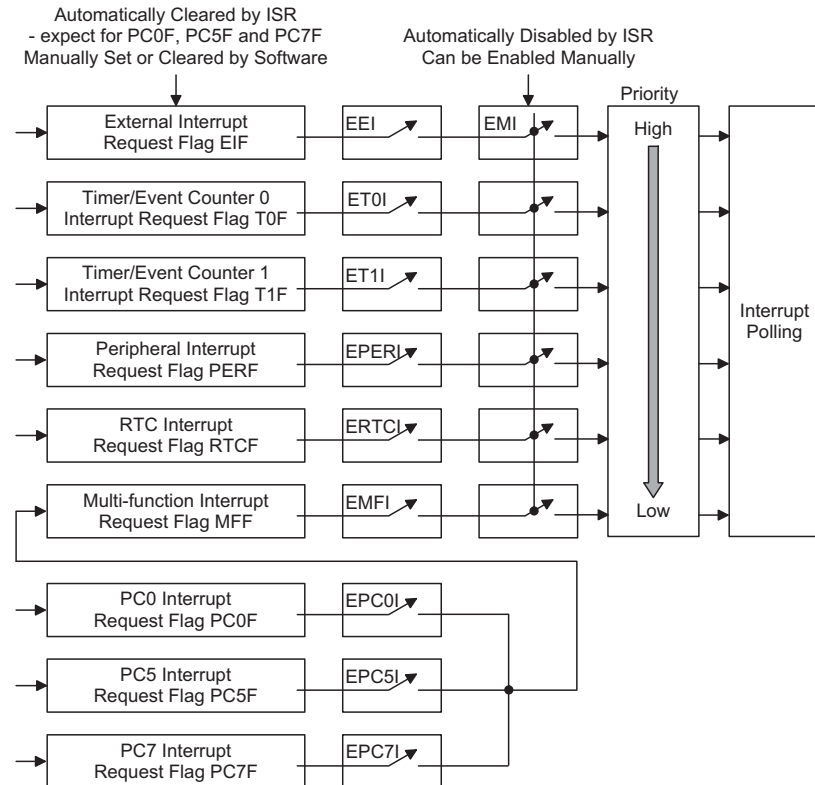 Automatically Cleared by ISR
- expect for PC0F, PC5F and PC7F
Manually Set or Cleared by Software
Automatically Disabled by ISR
Can be Enabled Manually
Priority
External Interrupt
Request Flag EIF
EEI
EMI
High
Timer/Event Counter 0
Interrupt Request Flag T0F
ET0I
Timer/Event Counter 1
Interrupt Request Flag T1F
ET1I
Interrupt
Polling
Peripheral Interrupt
Request Flag PERF
EPERI
RTC Interrupt
Request Flag RTCF
ERTCI
Multi-function Interrupt
Request Flag MFF
EMFI
Low
PC0 Interrupt
Request Flag PC0F
EPC0I
PC5 Interrupt
Request Flag PC5F
EPC5I
PC7 Interrupt
Request Flag PC7F
EPC7I